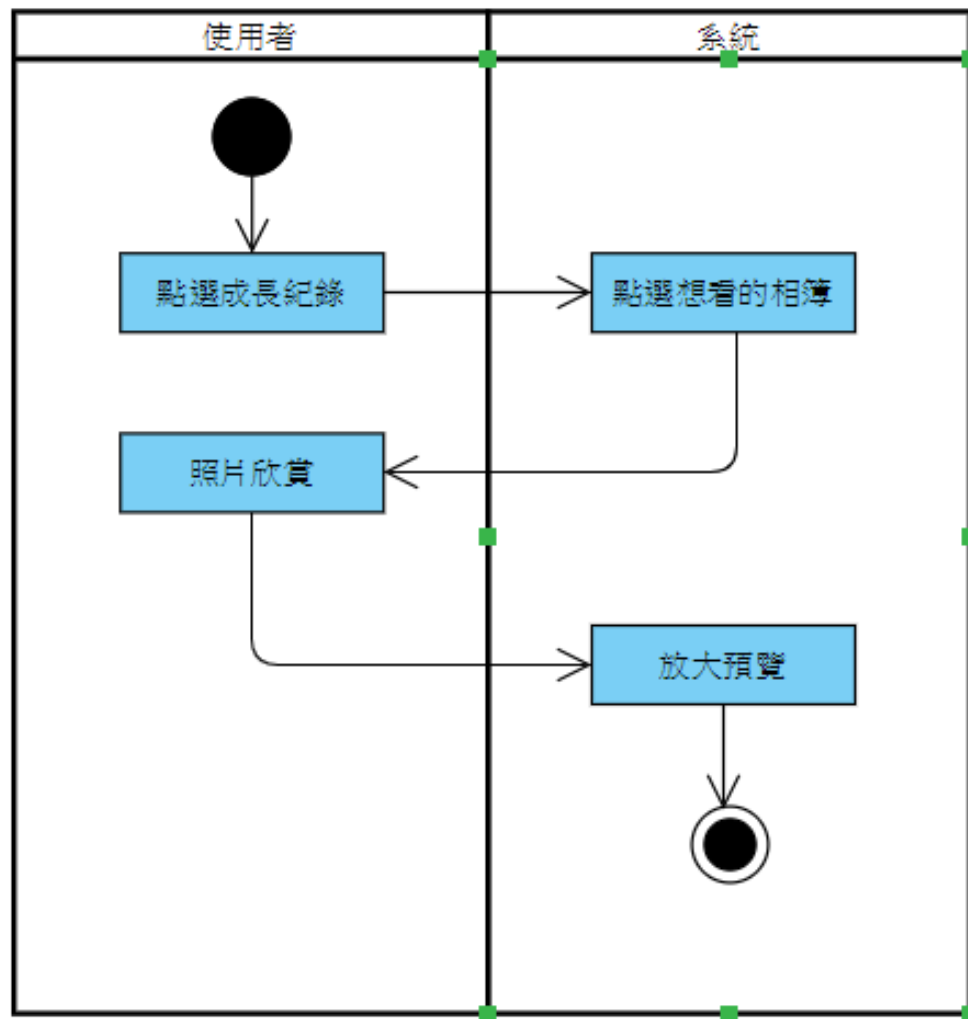 使用者
系統
點選成長紀錄
點選想看的相簿
照片欣賞
放大預覽